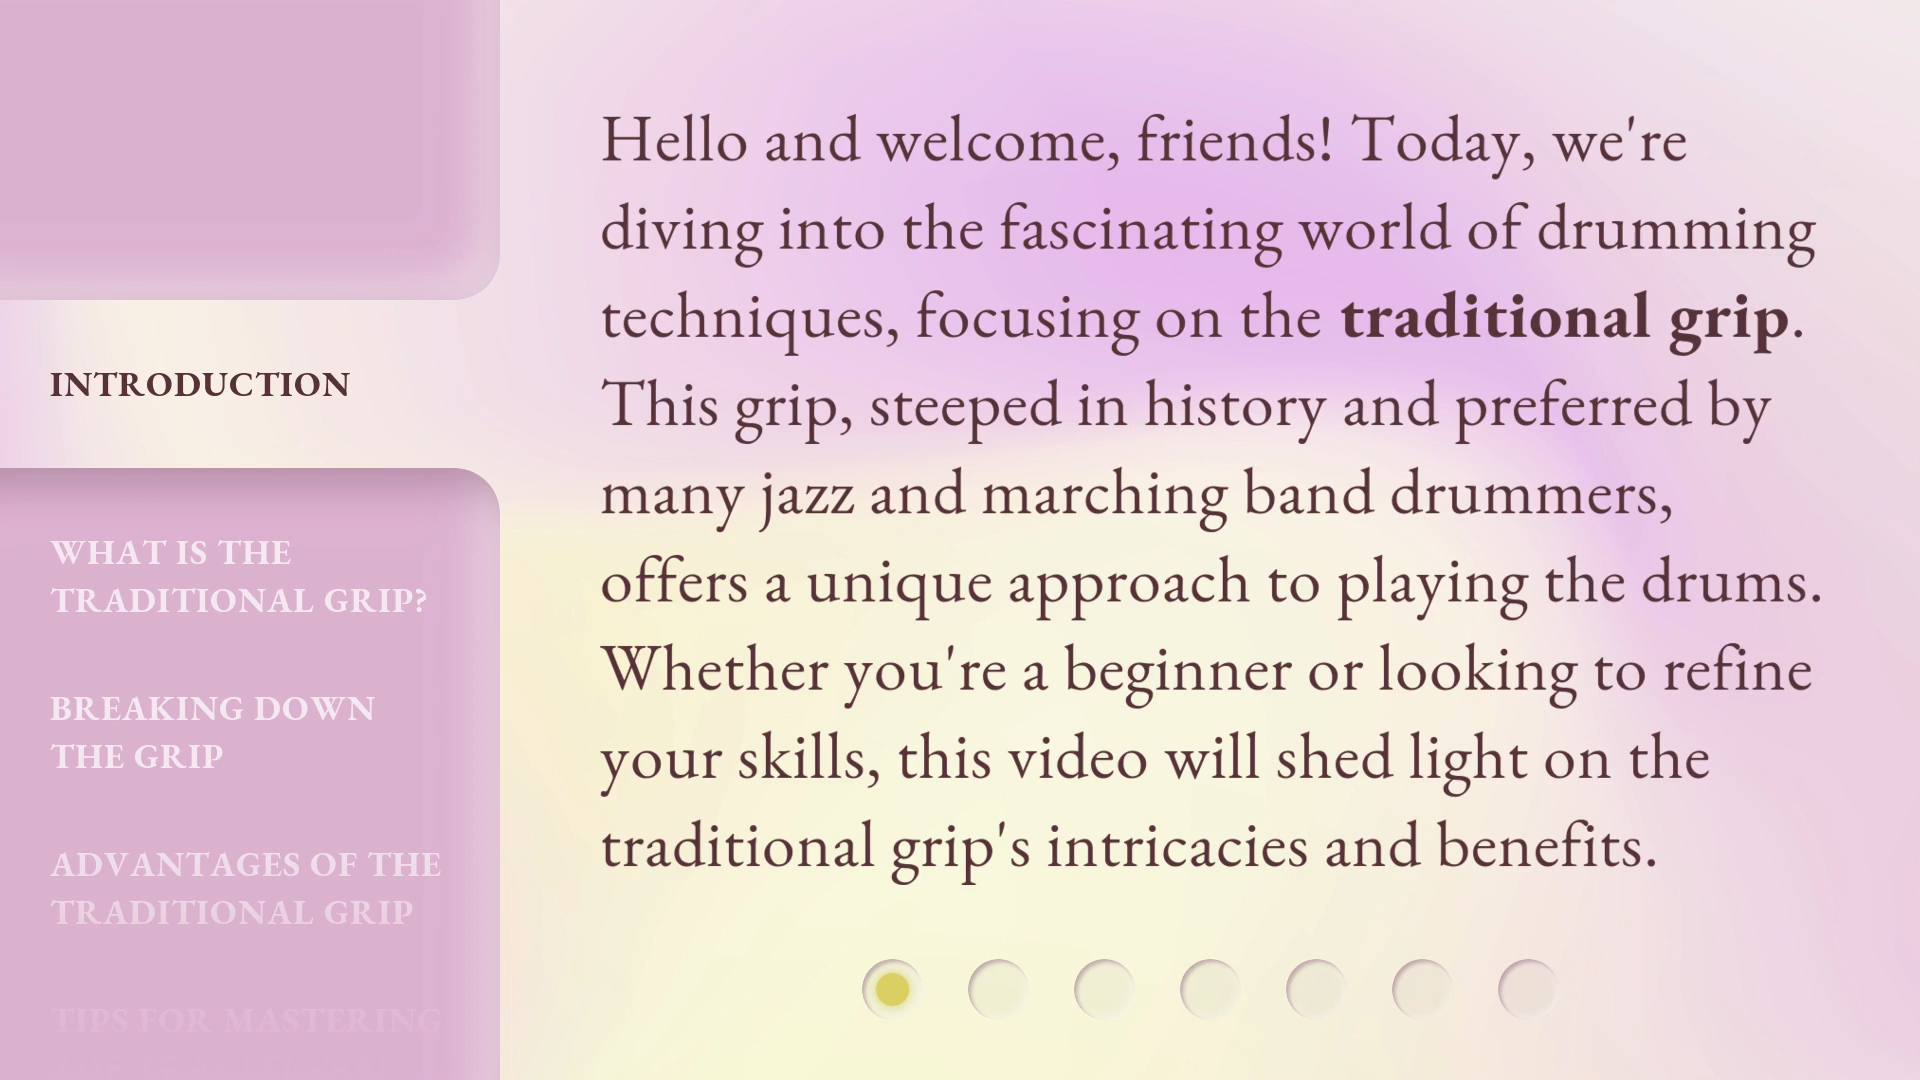 INTRODUCTION
WHAT IS THE
TRADITIONAL GRIP?
BREAKING DOWN
THE GRIP
ADVANTAGES OF THE
TRADITIONAL GRIP
TIPS FOR MASTERING
Hello and welcome, friends! Today, we're
diving into the fascinating world of drumming
techniques, focusing on the traditional grip.
This grip, steeped in history and preferred by
many jazz and marching band drummers,
offers a unique approach to playing the drums.
Whether you're a beginner or looking to refine
your skills, this video will shed light on the
traditional grip's intricacies and benefits.